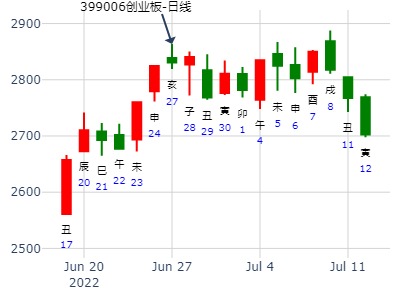 399006创业板-日线
2900
2800
2700
2600
2500
丑
17
辰
20
巳
21
午
22
未
23
申
24
亥
27
子
28
丑
29
寅
30
卯
1
午
4
未
5
申
6
酉
7
戌
8
丑
11
寅
12
Jun 20
2022
Jun 27
Jul 4
Jul 11